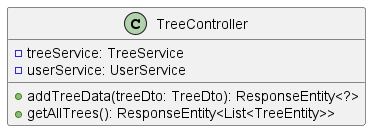 C TreeController
treeService: TreeService
userService: UserService
addTreeData(treeDto: TreeDto): ResponseEntity<?>
getAllTrees(): ResponseEntity<List<TreeEntity>>